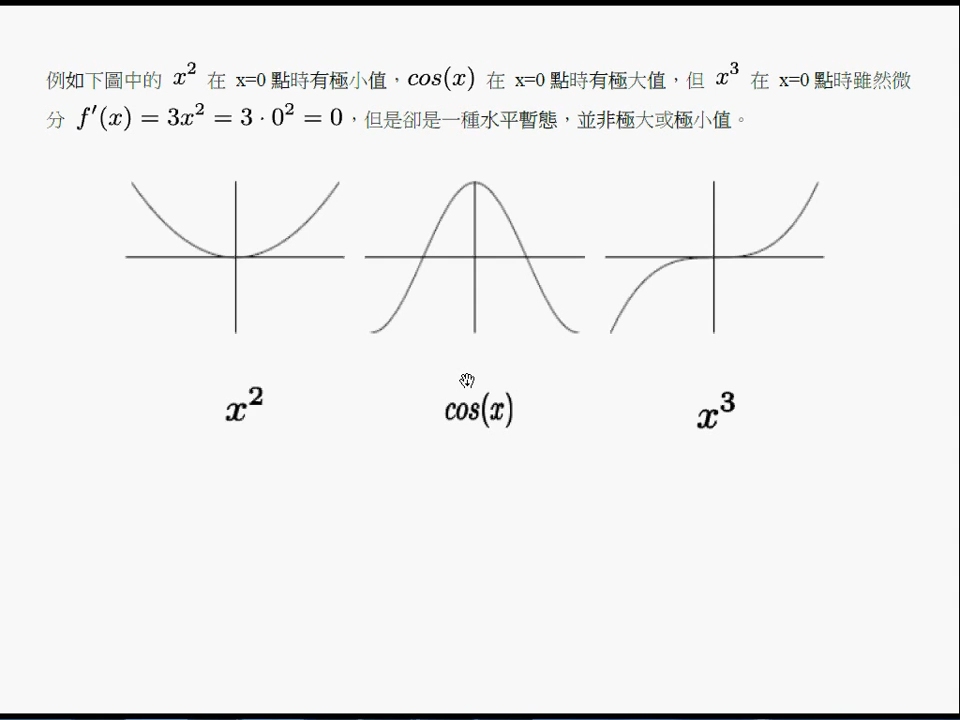 例如下圖中的 x² 在 x=0 點時有極小值，cos(x) 在 x=0 點時有極大值，但 x³ 在 x=0 點時雖然微
分 f′(x) = 3x² = 3 · 0² = 0，但是卻是一種水平暫態，並非極大或極小值。
x² cos(x) x³